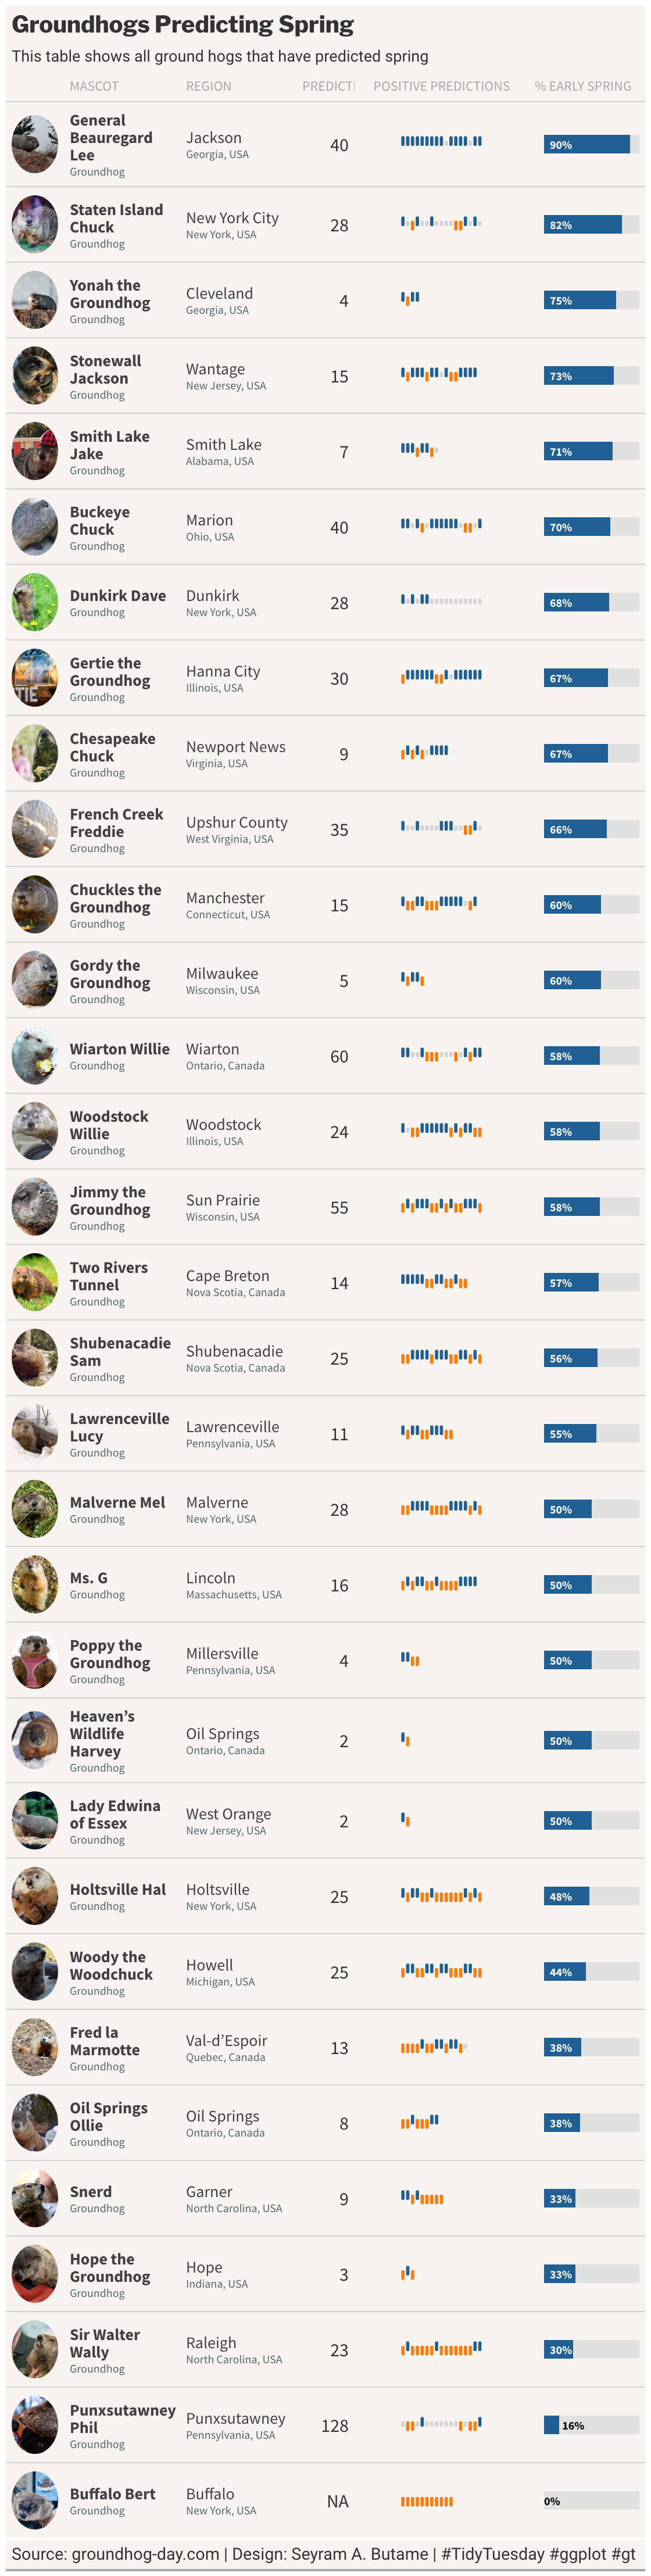 Groundhogs Predicting Spring
This table shows all ground hogs that have predicted spring
MASCOT REGION PREDICTI POSITIVE PREDICTIONS % EARLY SPRING
General
Beauregard
Lee
Groundhog
Jackson
Georgia, USA
40
90%
Staten Island
Chuck
Groundhog
New York City
New York, USA
28
82%
Yonah the
Groundhog
Groundhog
Cleveland
Georgia, USA
4
75%
Stonewall
Jackson
Groundhog
Wantage
New Jersey, USA
15
73%
Smith Lake
Jake
Groundhog
Smith Lake
Alabama, USA
7
71%
Buckeye
Chuck
Groundhog
Marion
Ohio, USA
40
70%
Dunkirk Dave
Groundhog
Dunkirk
New York, USA
28
68%
TIE
Gertie the
Groundhog
Groundhog
Hanna City
Illinois, USA
30
67%
Chesapeake
Chuck
Groundhog
Newport News
Virginia, USA
9
67%
French Creek
Freddie
Groundhog
Upshur County
West Virginia, USA
35
66%
Chuckles the
Groundhog
Groundhog
Manchester
Connecticut, USA
15
60%
Gordy the
Groundhog
Groundhog
Milwaukee
Wisconsin, USA
5
60%
Wiarton Willie
Groundhog
Wiarton
Ontario, Canada
60
58%
Woodstock
Willie
Groundhog
Woodstock
Illinois, USA
24
58%
Jimmy the
Groundhog
Groundhog
Sun Prairie
Wisconsin, USA
55
58%
Two Rivers
Tunnel
Groundhog
Cape Breton
Nova Scotia, Canada
14
57%
Shubenacadie
Sam
Groundhog
Shubenacadie
Nova Scotia, Canada
25
56%
Lawrenceville
Lucy
Groundhog
Lawrenceville
Pennsylvania, USA
11
55%
Malverne Mel
Groundhog
Malverne
New York, USA
28
50%
Ms. G
Groundhog
Lincoln
Massachusetts, USA
16
50%
Poppy the
Groundhog
Groundhog
Millersville
Pennsylvania, USA
4
50%
Heaven’s
Wildlife
Harvey
Groundhog
Oil Springs
Ontario, Canada
2
50%
Lady Edwina
of Essex
Groundhog
West Orange
New Jersey, USA
2
50%
Holtsville Hal
Groundhog
Holtsville
New York, USA
25
48%
Woody the
Woodchuck
Groundhog
Howell
Michigan, USA
25
44%
Fred la
Marmotte
Groundhog
Val-d’Espoir
Quebec, Canada
13
38%
Oil Springs
Ollie
Groundhog
Oil Springs
Ontario, Canada
8
38%
Snerd
Groundhog
Garner
North Carolina, USA
9
33%
Hope the
Groundhog
Groundhog
Hope
Indiana, USA
3
33%
Sir Walter
Wally
Groundhog
Raleigh
North Carolina, USA
23
30%
Punxsutawney
Phil
Groundhog
Punxsutawney
Pennsylvania, USA
128
16%
Buffalo Bert
Groundhog
Buffalo
New York, USA
NA
0%
Source: groundhog-day.com | Design: Seyram A. Butame | #TidyTuesday #ggplot #gt